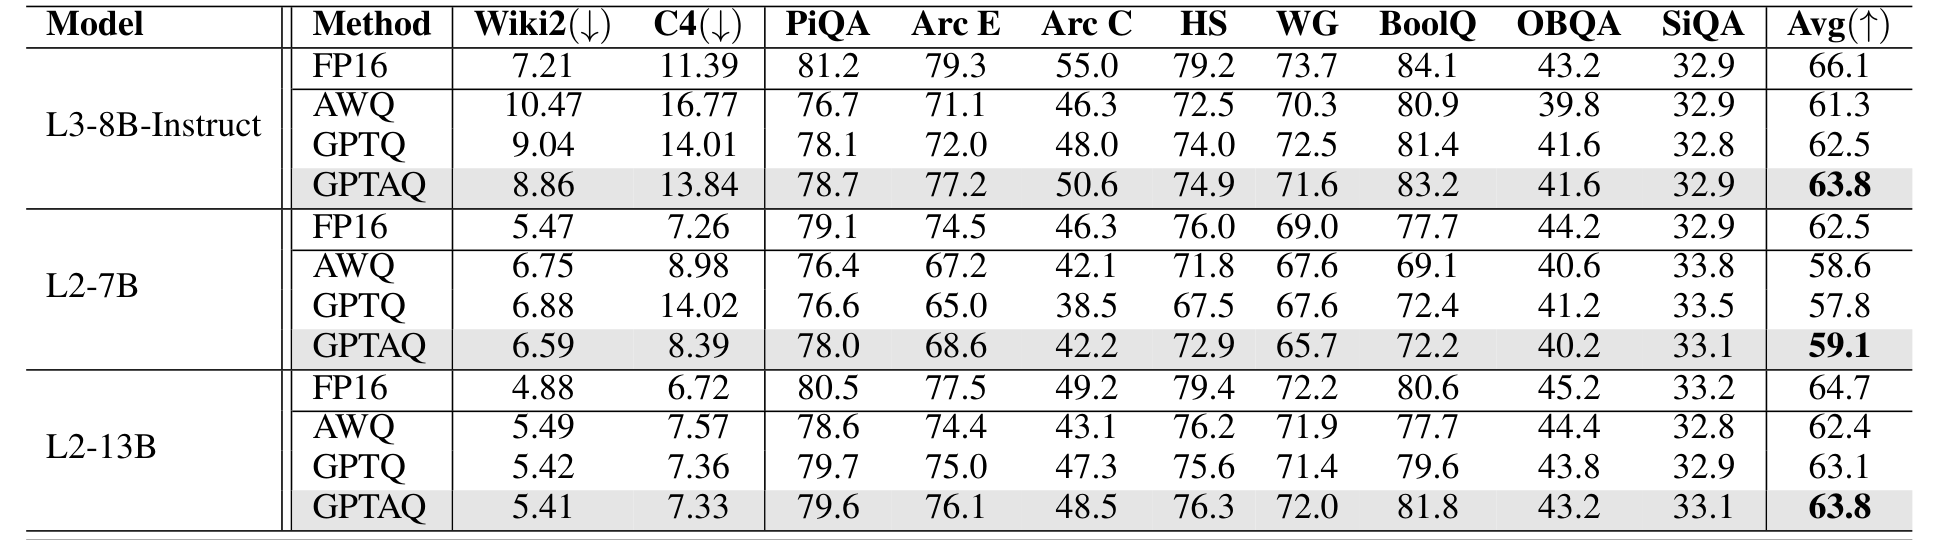 Model Method Wiki2(↓) C4(↓) PiQA Arc E Arc C HS WG BoolQ OBQA SiQA Avg(↑)
FP16 7.21 11.39 81.2 79.3 55.0 79.2 73.7 84.1 43.2 32.9 66.1
AWQ 10.47 16.77 76.7 71.1 46.3 72.5 70.3 80.9 39.8 32.9 61.3
L3-8B-Instruct
GPTQ 9.04 14.01 78.1 72.0 48.0 74.0 72.5 81.4 41.6 32.8 62.5
GPTAQ 8.86 13.84 78.7 77.2 50.6 74.9 71.6 83.2 41.6 32.9 63.8
FP16 5.47 7.26 79.1 74.5 46.3 76.0 69.0 77.7 44.2 32.9 62.5
AWQ 6.75 8.98 76.4 67.2 42.1 71.8 67.6 69.1 40.6 33.8 58.6
L2-7B
GPTQ 6.88 14.02 76.6 65.0 38.5 67.5 67.6 72.4 41.2 33.5 57.8
GPTAQ 6.59 8.39 78.0 68.6 42.2 72.9 65.7 72.2 40.2 33.1 59.1
FP16 4.88 6.72 80.5 77.5 49.2 79.4 72.2 80.6 45.2 33.2 64.7
AWQ 5.49 7.57 78.6 74.4 43.1 76.2 71.9 77.7 44.4 32.8 62.4
L2-13B
GPTQ 5.42 7.36 79.7 75.0 47.3 75.6 71.4 79.6 43.8 32.9 63.1
GPTAQ 5.41 7.33 79.6 76.1 48.5 76.3 72.0 81.8 43.2 33.1 63.8